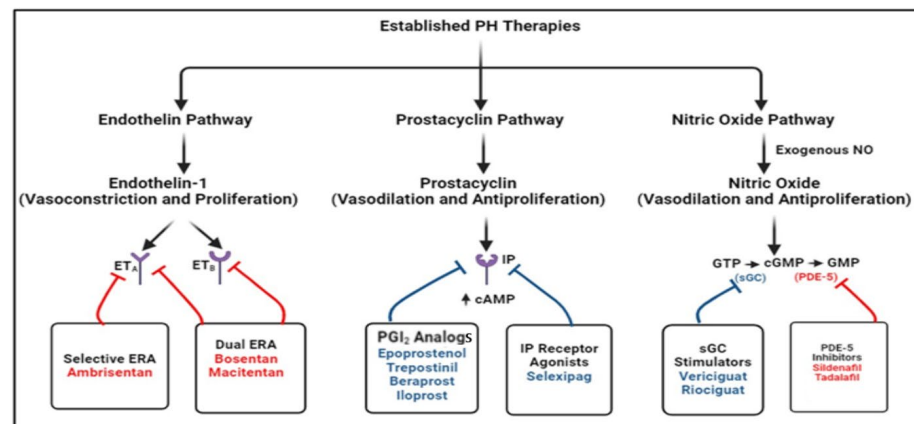 Established PH Therapies
Endothelin Pathway
Prostacyclin Pathway
Nitric Oxide Pathway
Exogenous NO
Endothelin-1
(Vasoconstriction and Proliferation)
Prostacyclin
(Vasodilation and Antiproliferation)
Nitric Oxide
(Vasodilation and Antiproliferation)
ETA
ETB
IP
↑ cAMP
GTP → cGMP → GMP
(sGC)
(PDE-5)
Selective ERA
Ambrisentan
Dual ERA
Bosentan
Macitentan
PGI₂ Analogs
Epoprostenol
Trepostinil
Beraprost
Iloprost
IP Receptor
Agonists
Selexipag
sGC
Stimulators
Vericiguat
Riociguat
PDE-5
Inhibitors
Sildenafil
Tadalafil